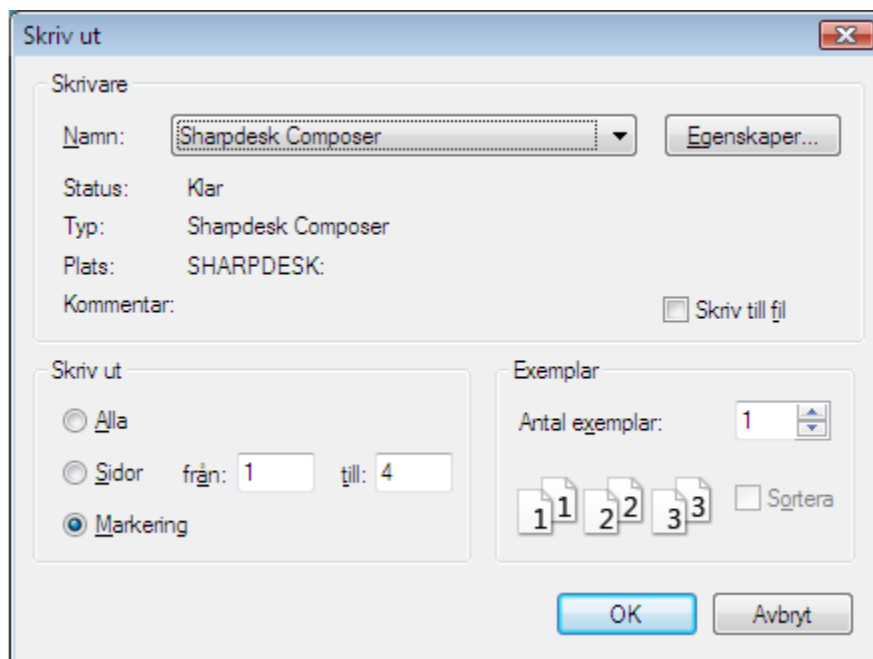 Skriv ut
Skrivare
Namn: Sharpdesk Composer Egenskaper...
Status: Klar
Typ: Sharpdesk Composer
Plats: SHARPDESK:
Kommentar: Skriv till fil
Skriv ut
Alla
Sidor från: 1 till: 4
Markering
Exemplar
Antal exemplar: 1
1 1 2 2 3 3 Sortera
OK Avbryt